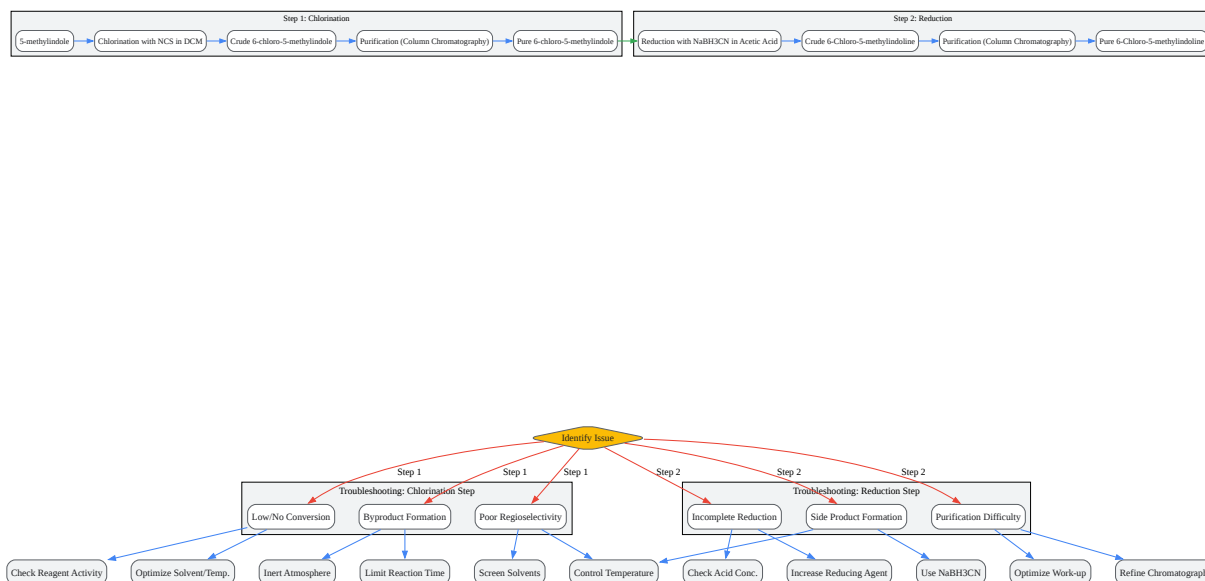 Step 1: Chlorination
Step 2: Reduction
5-methylindole
Chlorination with NCS in DCM
Crude 6-chloro-5-methylindole
Purification (Column Chromatography)
Pure 6-chloro-5-methylindole
Reduction with NaBH3CN in Acetic Acid
Crude 6-Chloro-5-methylindoline
Purification (Column Chromatography)
Pure 6-Chloro-5-methylindoline
Identify Issue
Step 1
Step 1
Step 1
Step 2
Step 2
Step 2
Troubleshooting: Chlorination Step
Troubleshooting: Reduction Step
Low/No Conversion
Byproduct Formation
Poor Regioselectivity
Incomplete Reduction
Side Product Formation
Purification Difficulty
Check Reagent Activity
Optimize Solvent/Temp.
Inert Atmosphere
Limit Reaction Time
Screen Solvents
Control Temperature
Check Acid Conc.
Increase Reducing Agent
Use NaBH3CN
Optimize Work-up
Refine Chromatograph